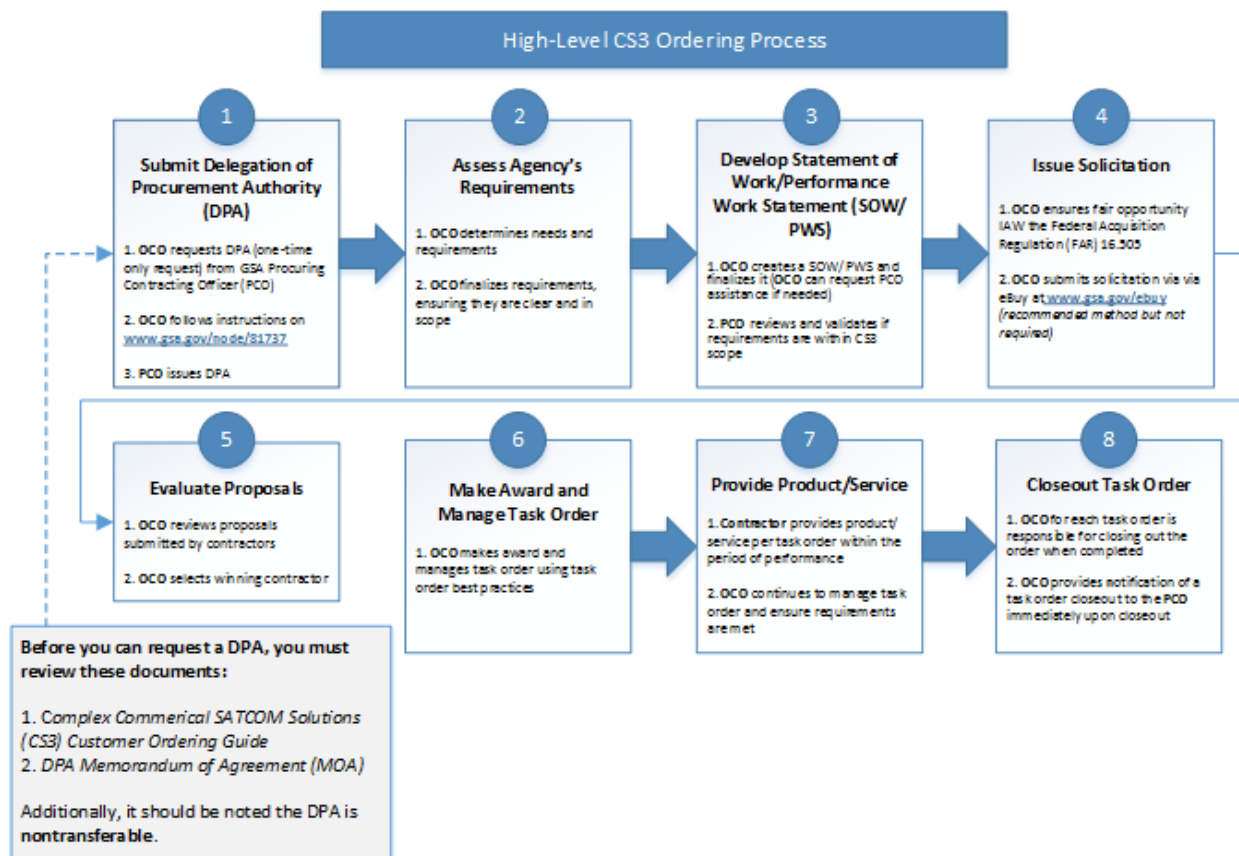 High-Level CS3 Ordering Process
1
Submit Delegation of
Procurement Authority
(DPA)
1. OCO requests DPA (one-time
only request) from GSA Procuring
Contracting Officer (PCO)
2. OCO follows instructions on
www.gsa.gov/node/81737
3. PCO issues DPA
2
Assess Agency's
Requirements
1. OCO determines needs and
requirements
2. OCO finalizes requirements,
ensuring they are clear and in
scope
3
Develop Statement of
Work/Performance
Work Statement (SOW/
PWS)
1. OCO creates a SOW/PWS and
finalizes it (OCO can request PCO
assistance if needed)
2. PCO reviews and validates if
requirements are within CS3
scope
4
Issue Solicitation
1. OCO ensures fair opportunity
IAW the Federal Acquisition
Regulation (FAR) 16.505
2. OCO submits solicitation via via
eBuy at www.gsa.gov/ebuy
(recommended method but not
required)
5
Evaluate Proposals
1. OCO reviews proposals
submitted by contractors
2. OCO selects winning contractor
6
Make Award and
Manage Task Order
1. OCO makes award and
manages task order using task
order best practices
7
Provide Product/Service
1. Contractor provides product/
service per task order within the
period of performance
2. OCO continues to manage task
order and ensure requirements
are met
8
Closeout Task Order
1. OCO for each task order is
responsible for closing out the
order when completed
2. OCO provides notification of a
task order closeout to the PCO
immediately upon closeout
Before you can request a DPA, you must
review these documents:
1. Complex Commerical SATCOM Solutions
(CS3) Customer Ordering Guide
2. DPA Memorandum of Agreement (MOA)
Additionally, it should be noted the DPA is
nontransferable.